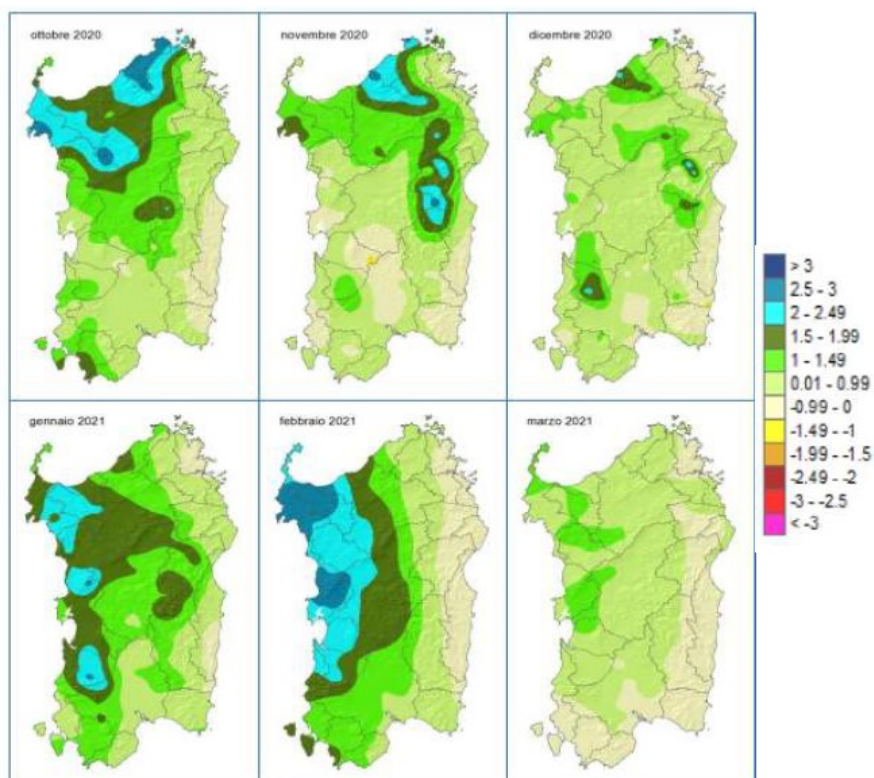 ottobre 2020
novembre 2020
dicembre 2020
> 3
2.5 - 3
2 - 2.49
1.5 - 1.99
1 - 1.49
0.01 - 0.99
-0.99 - 0
-1.49 - -1
-1.99 - -1.5
-2.49 - -2
-3 - -2.5
< -3
gennaio 2021
febbraio 2021
marzo 2021